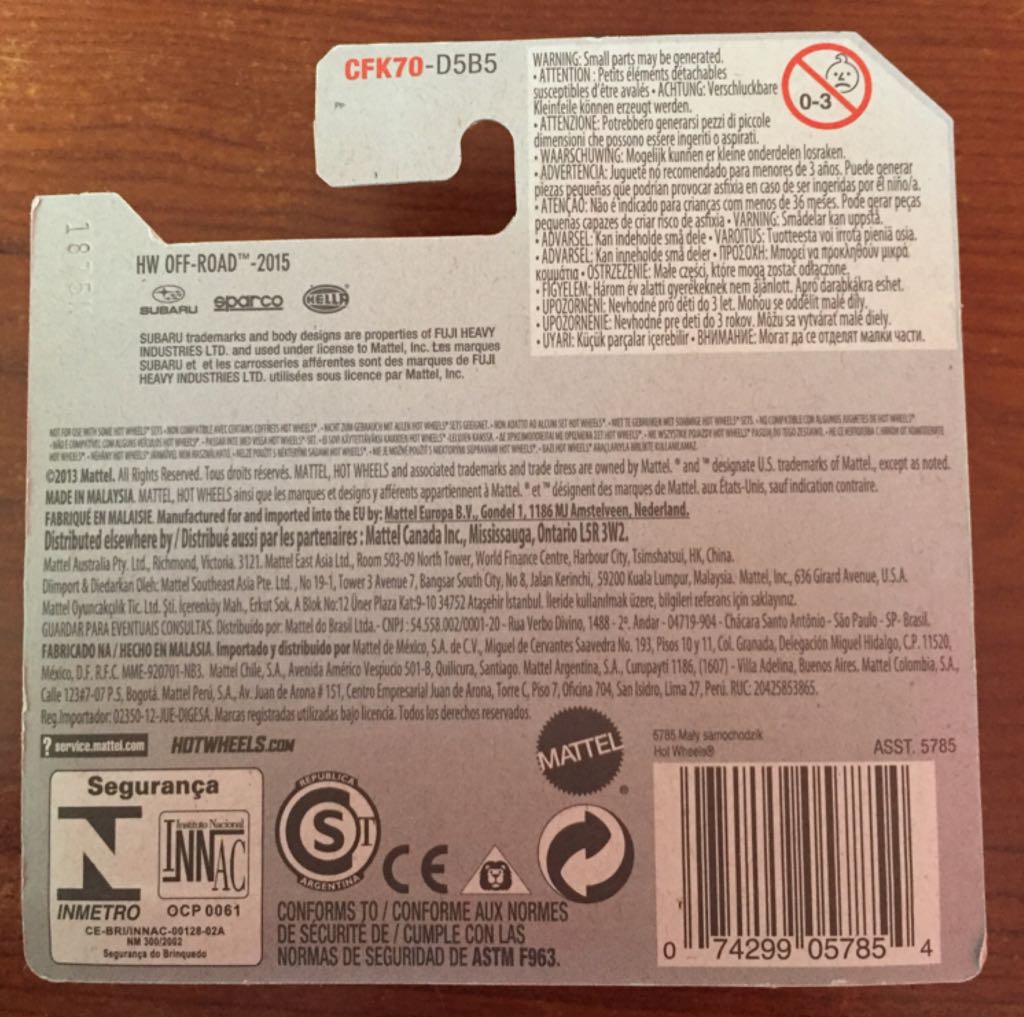 CFK70-D5B5
WARNING: Small parts may be generated.
• ATTENTION : Petits éléments détachables
susceptibles d'être avalés • ACHTUNG: Verschluckbare
Kleinteile können erzeugt werden.
• ATTENZIONE: Potrebbero generarsi pezzi di piccole
dimensioni che possono essere ingeriti o aspirati.
• WAARSCHUWING: Mogelijk kunnen er kleine onderdelen losraken.
• ADVERTENCIA: Juguete no recomendado para menores de 3 años. Puede generar
piezas pequeñas que podrían provocar asfixia en caso de ser ingeridas por el niño/a.
• ATENÇÃO: Não é indicado para crianças com menos de 36 meses. Pode gerar peças
pequenas capazes de criar risco de asfixia • VARNING: Smådelar kan uppstå.
• ADVARSEL: Kan indeholde små dele • VAROITUS: Tuotteesta voi irrota pieniä osia.
• ADVARSEL: Kan inneholde små deler • ΠΡΟΣΟΧΗ: Μπορεί να προκληθούν μικρά
κομμάτια • OSTRZEŻENIE: Małe części, które mogą zostać odłączone.
• FIGYELEM: Három év alatti gyerekeknek nem ajánlott. Apró darabkákra eshet.
• UPOZORNĚNÍ: Nevhodné pro děti do 3 let. Mohou se oddělit malé díly.
• UPOZORNENIE: Nevhodné pre deti do 3 rokov. Môžu sa vytvárať malé diely.
• UYARI: Küçük parçalar içerebilir • ВНИМАНИЕ: Могат да се отделят малки части.
0-3
HW OFF-ROAD™-2015
SUBARU sparco HELLA
SUBARU trademarks and body designs are properties of FUJI HEAVY
INDUSTRIES LTD. and used under license to Mattel, Inc. Les marques
SUBARU et et les carrosseries afférentes sont des marques de FUJI
HEAVY INDUSTRIES LTD. utilisées sous licence par Mattel, Inc.
NOT FOR USE WITH SOME HOT WHEELS® SETS • NON COMPATIBLE AVEC CERTAINS COFFRETS HOT WHEELS®
©2013 Mattel. All Rights Reserved. Tous droits réservés. MATTEL, HOT WHEELS and associated trademarks and trade dress are owned by Mattel. ® and ™ designate U.S. trademarks of Mattel., except as noted.
MADE IN MALAYSIA. MATTEL, HOT WHEELS ainsi que les marques et designs y afférents appartiennent à Mattel. ® et ™ désignent des marques de Mattel. aux États-Unis, sauf indication contraire.
FABRIQUÉ EN MALAISIE. Manufactured for and imported into the EU by: Mattel Europa B.V., Gondel 1, 1186 MJ Amstelveen, Nederland.
Distributed elsewhere by / Distribué aussi par les partenaires : Mattel Canada Inc., Mississauga, Ontario L5R 3W2.
Mattel Australia Pty. Ltd., Richmond, Victoria. 3121. Mattel East Asia Ltd., Room 503-09 North Tower, World Finance Centre, Harbour City, Tsimshatsui, HK, China.
Diimport & Diedarkan Oleh: Mattel Southeast Asia Pte. Ltd., No 19-1, Tower 3 Avenue 7, Bangsar South City, No 8, Jalan Kerinchi, 59200 Kuala Lumpur, Malaysia. Mattel, Inc., 636 Girard Avenue, U.S.A.
Mattel Oyuncakçılık Tic. Ltd. Şti. İçerenköy Mah., Erkut Sok. A Blok No:12 Üner Plaza Kat:9-10 34752 Ataşehir İstanbul. İleride kullanılmak üzere, bilgileri referans için saklayınız.
GUARDAR PARA EVENTUAIS CONSULTAS. Distribuido por: Mattel do Brasil Ltda.- CNPJ : 54.558.002/0001-20 - Rua Verbo Divino, 1488 - 2º. Andar - 04719-904 - Chácara Santo Antônio - São Paulo - SP- Brasil.
FABRICADO NA / HECHO EN MALASIA. Importado y distribuido por Mattel de México, S.A. de C.V., Miguel de Cervantes Saavedra No. 193, Pisos 10 y 11, Col. Granada, Delegación Miguel Hidalgo, C.P. 11520,
México, D.F. R.F.C. MME-920701-NB3. Mattel Chile, S.A., Avenida Américo Vespucio 501-B, Quilicura, Santiago. Mattel Argentina, S.A., Curupaytí 1186, (1607) - Villa Adelina, Buenos Aires. Mattel Colombia, S.A.,
Calle 123#7-07 P.5, Bogotá. Mattel Perú, S.A., Av. Juan de Arona # 151, Centro Empresarial Juan de Arona, Torre C, Piso 7, Oficina 704, San Isidro, Lima 27, Perú. RUC: 20425853865.
Reg.Importador: 02350-12-JUE-DIGESA. Marcas registradas utilizadas bajo licencia. Todos los derechos reservados.
? service.mattel.com HOTWHEELS.COM
MATTEL®
5785 Mały samochodzik
Hot Wheels®
ASST. 5785
Segurança
INMETRO
Instituto Nacional
INNAC
OCP 0061
CE-BRI/INNAC-00128-02A
NM 300/2002
Segurança do Brinquedo
REPUBLICA
ARGENTINA
CE
CONFORMS TO / CONFORME AUX NORMES
DE SÉCURITÉ DE / CUMPLE CON LAS
NORMAS DE SEGURIDAD DE ASTM F963.
0 74299 05785 4